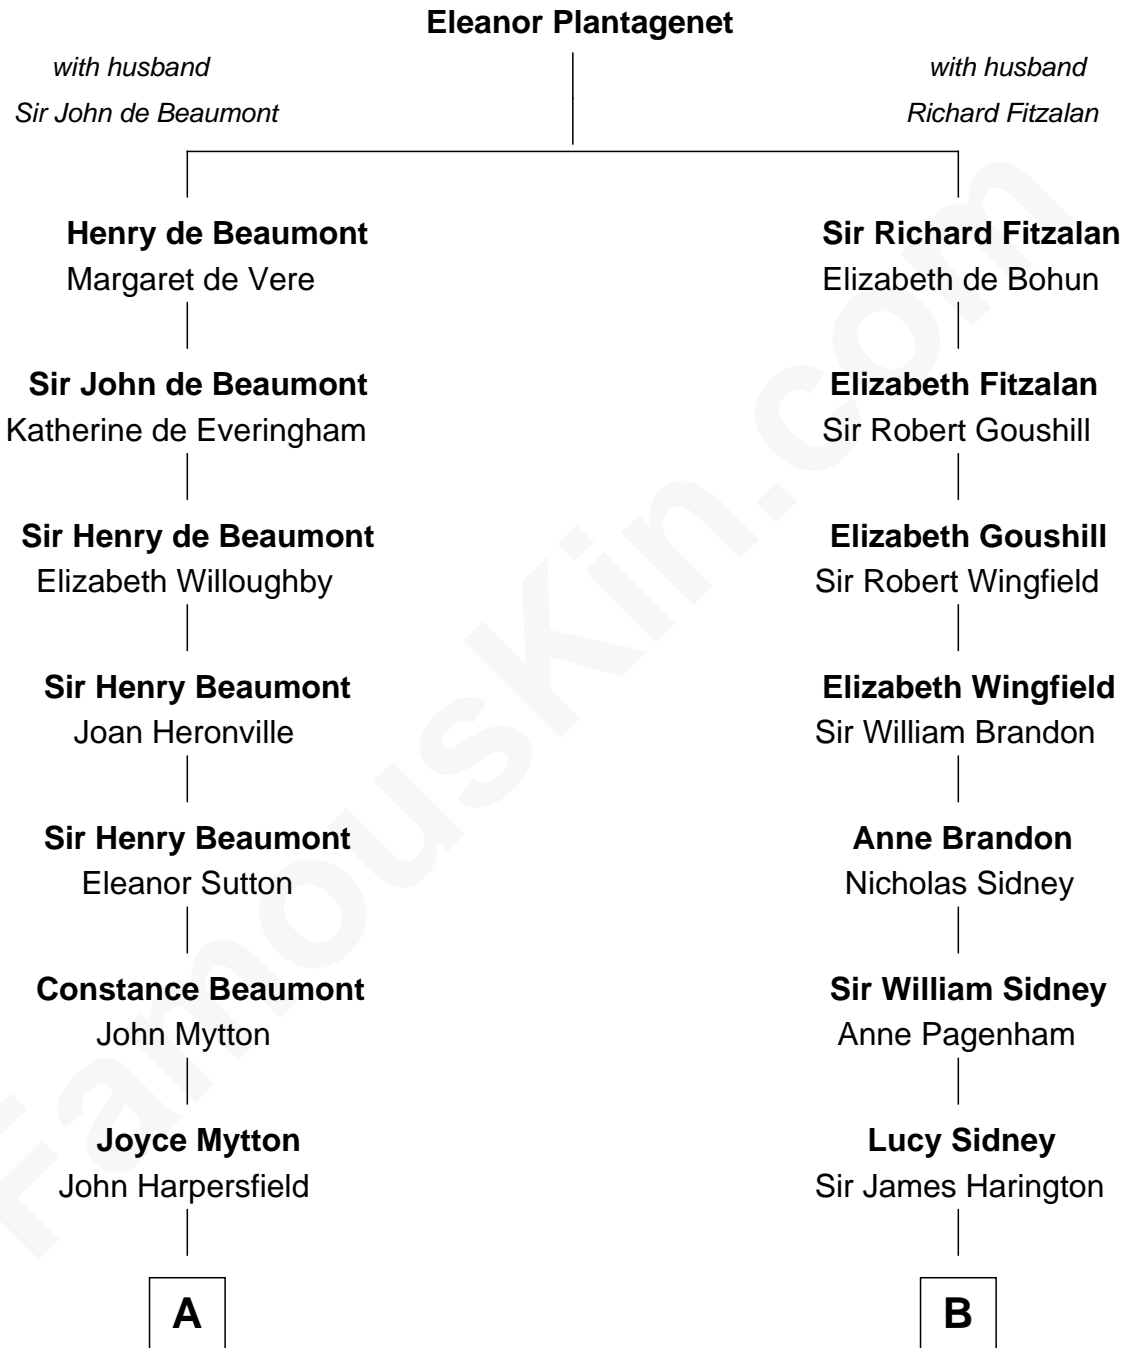 Eleanor Plantagenet
with husband
Sir John de Beaumont
with husband
Richard Fitzalan
Henry de Beaumont
Margaret de Vere
Sir John de Beaumont
Katherine de Everingham
Sir Henry de Beaumont
Elizabeth Willoughby
Sir Henry Beaumont
Joan Heronville
Sir Henry Beaumont
Eleanor Sutton
Constance Beaumont
John Mytton
Joyce Mytton
John Harpersfield
A
Sir Richard Fitzalan
Elizabeth de Bohun
Elizabeth Fitzalan
Sir Robert Goushill
Elizabeth Goushill
Sir Robert Wingfield
Elizabeth Wingfield
Sir William Brandon
Anne Brandon
Nicholas Sidney
Sir William Sidney
Anne Pagenham
Lucy Sidney
Sir James Harington
B
FamousKin.com